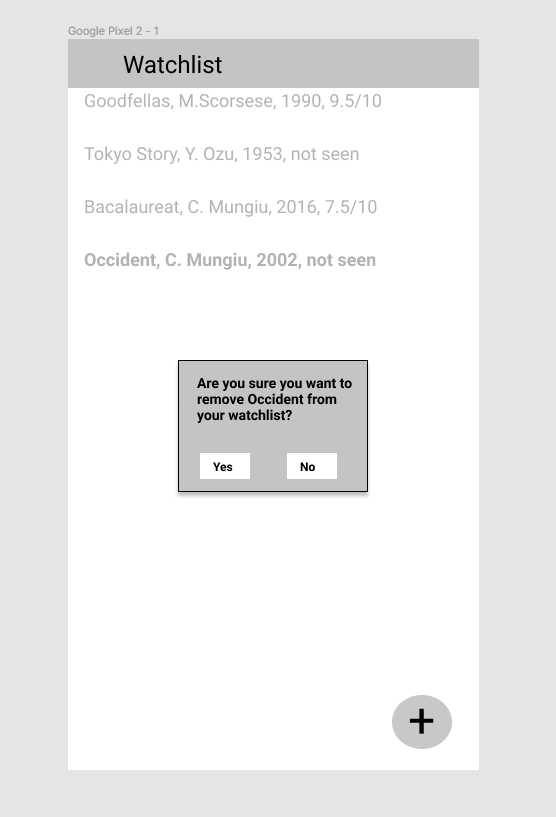 Google Pixel 2 - 1
Watchlist
Goodfellas, M.Scorsese, 1990, 9.5/10
Tokyo Story, Y. Ozu, 1953, not seen
Bacalaureat, C. Mungiu, 2016, 7.5/10
Occident, C. Mungiu, 2002, not seen
Are you sure you want to
remove Occident from
your watchlist?
Yes No
+